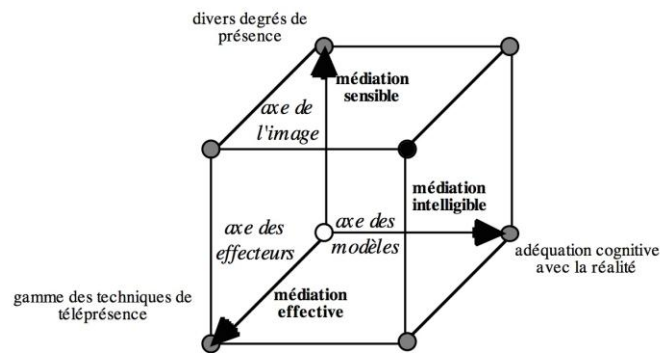 divers degrés de
présence
médiation
sensible
axe de
l'image
médiation
intelligible
axe des
effecteurs
axe des
modèles
adéquation cognitive
avec la réalité
gamme des techniques de
téléprésence
médiation
effective